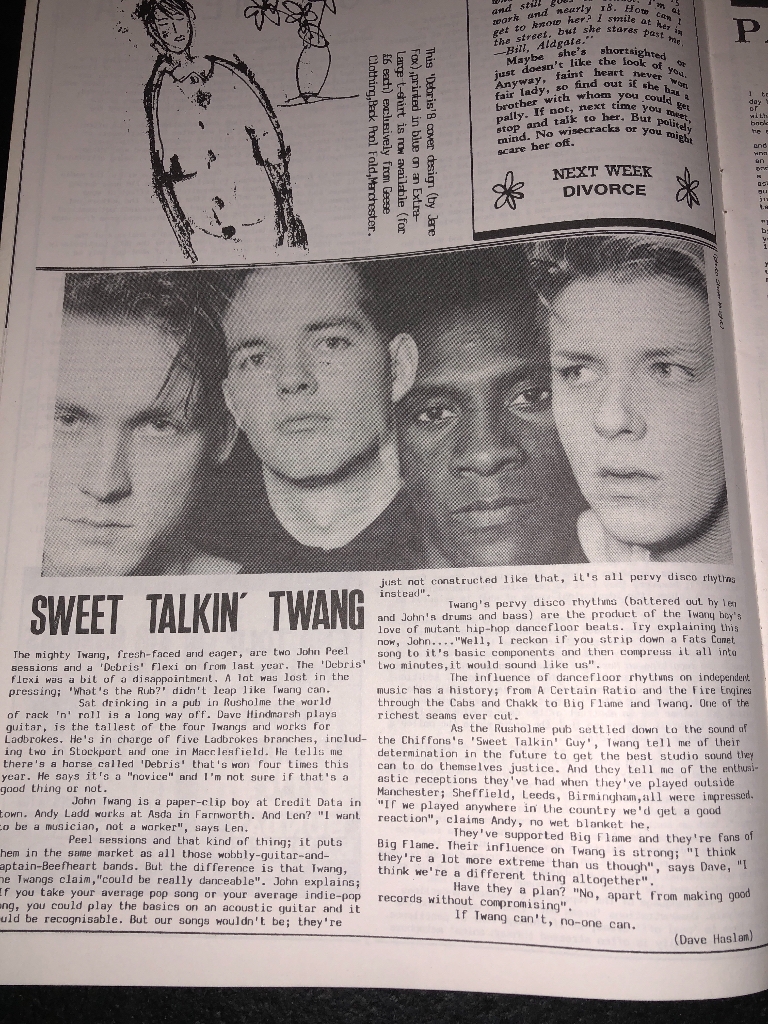 This 'Debris'8 cover design (by Jane
Fox),printed in blue on an Extra-
Large t-shirt is now available (for
£6 each) exclusively from Geese
Clothing,Back Pool Fold,Manchester.
and still
work and nearly 18. How can I
get to know her? I smile at her in
the street, but she stares past me.
—Bill, Aldgate."
Maybe she's shortsighted or
just doesn't like the look of you.
Anyway, faint heart never won
fair lady, so find out if she has a
brother with whom you could get
pally. If not, next time you meet,
stop and talk to her. But politely
mind. No wisecracks or you might
scare her off.
NEXT WEEK
DIVORCE
SWEET TALKIN' TWANG
The mighty Twang, fresh-faced and eager, are two John Peel
sessions and a 'Debris' flexi on from last year. The 'Debris'
flexi was a bit of a disappointment. A lot was lost in the
pressing; 'What's the Rub?' didn't leap like Twang can.
Sat drinking in a pub in Rusholme the world
of rack 'n' roll is a long way off. Dave Hindmarsh plays
guitar, is the tallest of the four Twangs and works for
Ladbrokes. He's in charge of five Ladbrokes branches, includ-
ing two in Stockport and one in Macclesfield. He tells me
there's a horse called 'Debris' that's won four times this
year. He says it's a "novice" and I'm not sure if that's a
good thing or not.
John Twang is a paper-clip boy at Credit Data in
town. Andy Ladd works at Asda in Farnworth. And Len? "I want
to be a musician, not a worker", says Len.
Peel sessions and that kind of thing; it puts
hem in the same market as all those wobbly-guitar-and-
aptain-Beefheart bands. But the difference is that Twang,
he Twangs claim,"could be really danceable". John explains;
If you take your average pop song or your average indie-pop
ong, you could play the basics on an acoustic guitar and it
uld be recognisable. But our songs wouldn't be; they're
just not constructed like that, it's all pervy disco rhythms
instead".
Twang's pervy disco rhythms (battered out by len
and John's drums and bass) are the product of the Twang boy's
love of mutant hip-hop dancefloor beats. Try explaining this
now, John...."Well, I reckon if you strip down a Fats Comet
song to it's basic components and then compress it all into
two minutes,it would sound like us".
The influence of dancefloor rhythms on independent
music has a history; from A Certain Ratio and the Fire Engines
through the Cabs and Chakk to Big Flame and Twang. One of the
richest seams ever cut.
As the Rusholme pub settled down to the sound of
the Chiffons's 'Sweet Talkin' Guy', Twang tell me of their
determination in the future to get the best studio sound they
can to do themselves justice. And they tell me of the enthusi-
astic receptions they've had when they've played outside
Manchester; Sheffield, Leeds, Birmingham,all were impressed.
"If we played anywhere in the country we'd get a good
reaction", claims Andy, no wet blanket he.
They've supported Big Flame and they're fans of
Big Flame. Their influence on Twang is strong; "I think
they're a lot more extreme than us though", says Dave, "I
think we're a different thing altogether".
Have they a plan? "No, apart from making good
records without compromising".
If Twang can't, no-one can.
(Dave Haslam)